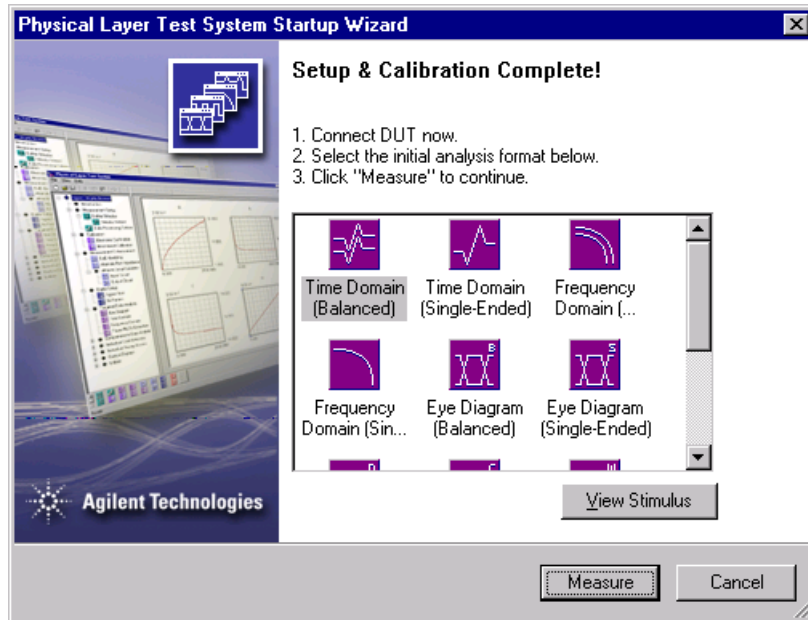 Physical Layer Test System Startup Wizard
Setup & Calibration Complete!
1. Connect DUT now.
2. Select the initial analysis format below.
3. Click "Measure" to continue.
Time Domain
(Balanced)
Time Domain
(Single-Ended)
Frequency
Domain (...
Frequency
Domain (Sin...
Eye Diagram
(Balanced)
Eye Diagram
(Single-Ended)
B
S
View Stimulus
Agilent Technologies
Measure
Cancel